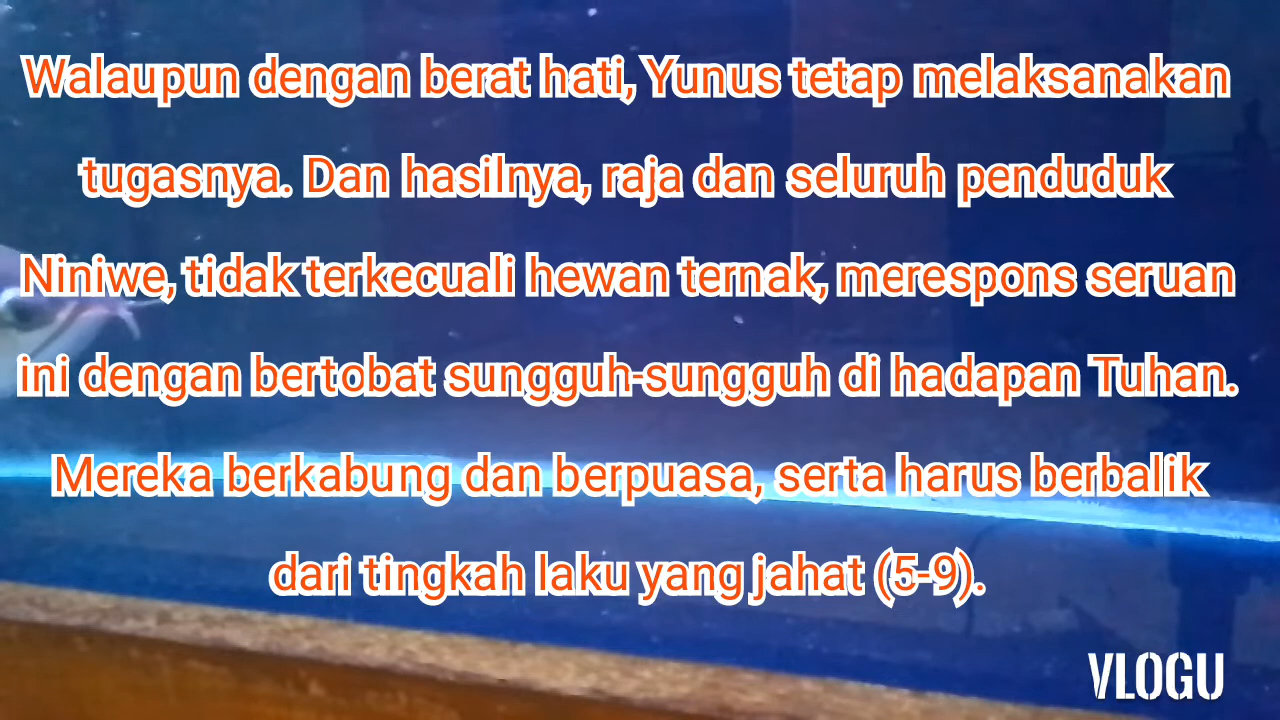 Walaupun dengan berat hati, Yunus tetap melaksanakan
tugasnya. Dan hasilnya, raja dan seluruh penduduk
Niniwe, tidak terkecuali hewan ternak, merespons seruan
ini dengan bertobat sungguh-sungguh di hadapan Tuhan.
Mereka berkabung dan berpuasa, serta harus berbalik
dari tingkah laku yang jahat (5-9).
VLOGU